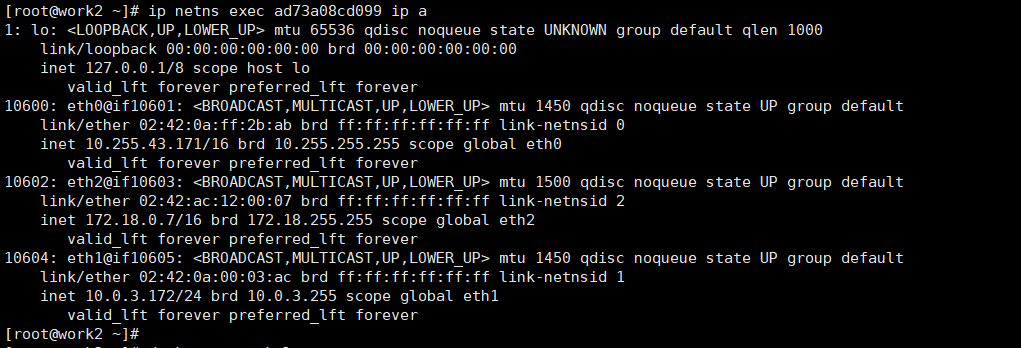 [root@work2 ~]# ip netns exec ad73a08cd099 ip a
1: lo: <LOOPBACK,UP,LOWER_UP> mtu 65536 qdisc noqueue state UNKNOWN group default qlen 1000
    link/loopback 00:00:00:00:00:00 brd 00:00:00:00:00:00
    inet 127.0.0.1/8 scope host lo
       valid_lft forever preferred_lft forever
10600: eth0@if10601: <BROADCAST,MULTICAST,UP,LOWER_UP> mtu 1450 qdisc noqueue state UP group default
    link/ether 02:42:0a:ff:2b:ab brd ff:ff:ff:ff:ff:ff link-netnsid 0
    inet 10.255.43.171/16 brd 10.255.255.255 scope global eth0
       valid_lft forever preferred_lft forever
10602: eth2@if10603: <BROADCAST,MULTICAST,UP,LOWER_UP> mtu 1500 qdisc noqueue state UP group default
    link/ether 02:42:ac:12:00:07 brd ff:ff:ff:ff:ff:ff link-netnsid 2
    inet 172.18.0.7/16 brd 172.18.255.255 scope global eth2
       valid_lft forever preferred_lft forever
10604: eth1@if10605: <BROADCAST,MULTICAST,UP,LOWER_UP> mtu 1450 qdisc noqueue state UP group default
    link/ether 02:42:0a:00:03:ac brd ff:ff:ff:ff:ff:ff link-netnsid 1
    inet 10.0.3.172/24 brd 10.0.3.255 scope global eth1
       valid_lft forever preferred_lft forever
[root@work2 ~]#